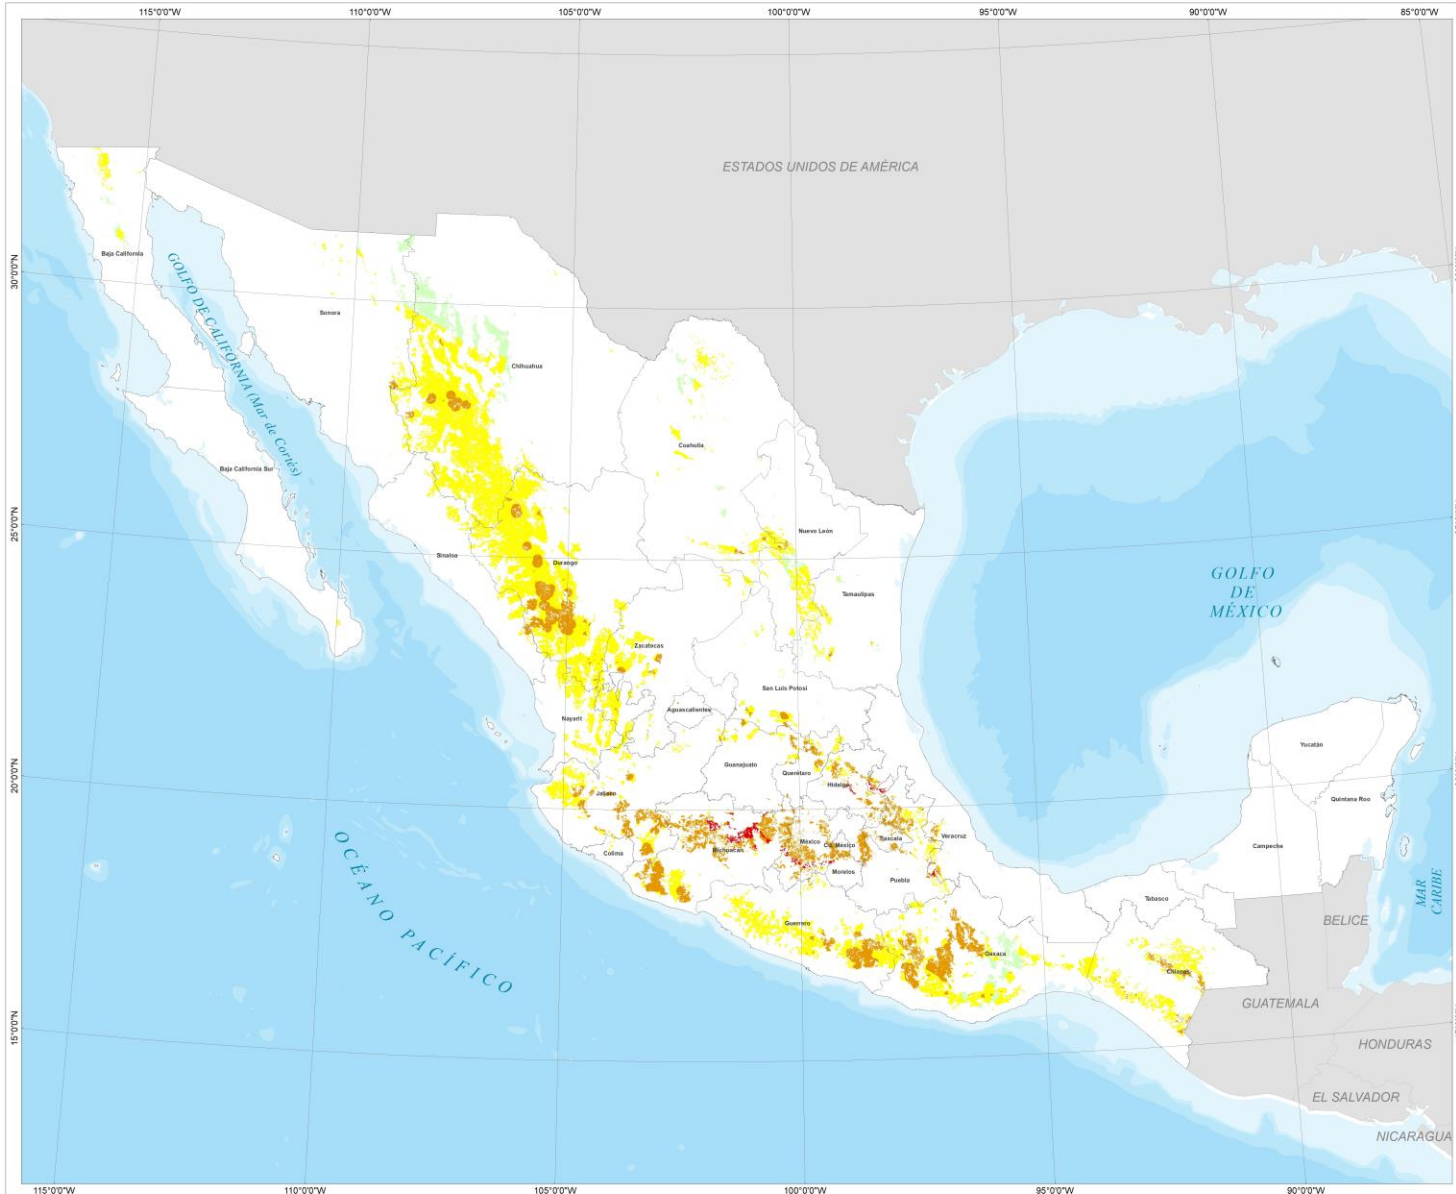 115°0'0"W
110°0'0"W
105°0'0"W
100°0'0"W
95°0'0"W
90°0'0"W
85°0'0"W
ESTADOS UNIDOS DE AMÉRICA
Baja California
30°0'0"N
GOLFO DE CALIFORNIA (Mar de Cortés)
Sonora
Chihuahua
Coahuila
Baja California Sur
25°0'0"N
Nuevo León
Sinaloa
Durango
GOLFO
DE
MÉXICO
Tamaulipas
Zacatecas
San Luis Potosí
Aguascalientes
Nayarit
Yucatán
Guanajuato
Querétaro
20°0'0"N
Hidalgo
Jalisco
Quintana Roo
Tlaxcala
Veracruz
México
Cd. México
Campeche
Michoacán
Colima
Morelos
Puebla
OCÉANO PACÍFICO
Tabasco
MAR
CARIBE
BELICE
Guerrero
Oaxaca
Chiapas
GUATEMALA
15°0'0"N
HONDURAS
EL SALVADOR
NICARAGUA
115°0'0"W
110°0'0"W
105°0'0"W
100°0'0"W
95°0'0"W
90°0'0"W